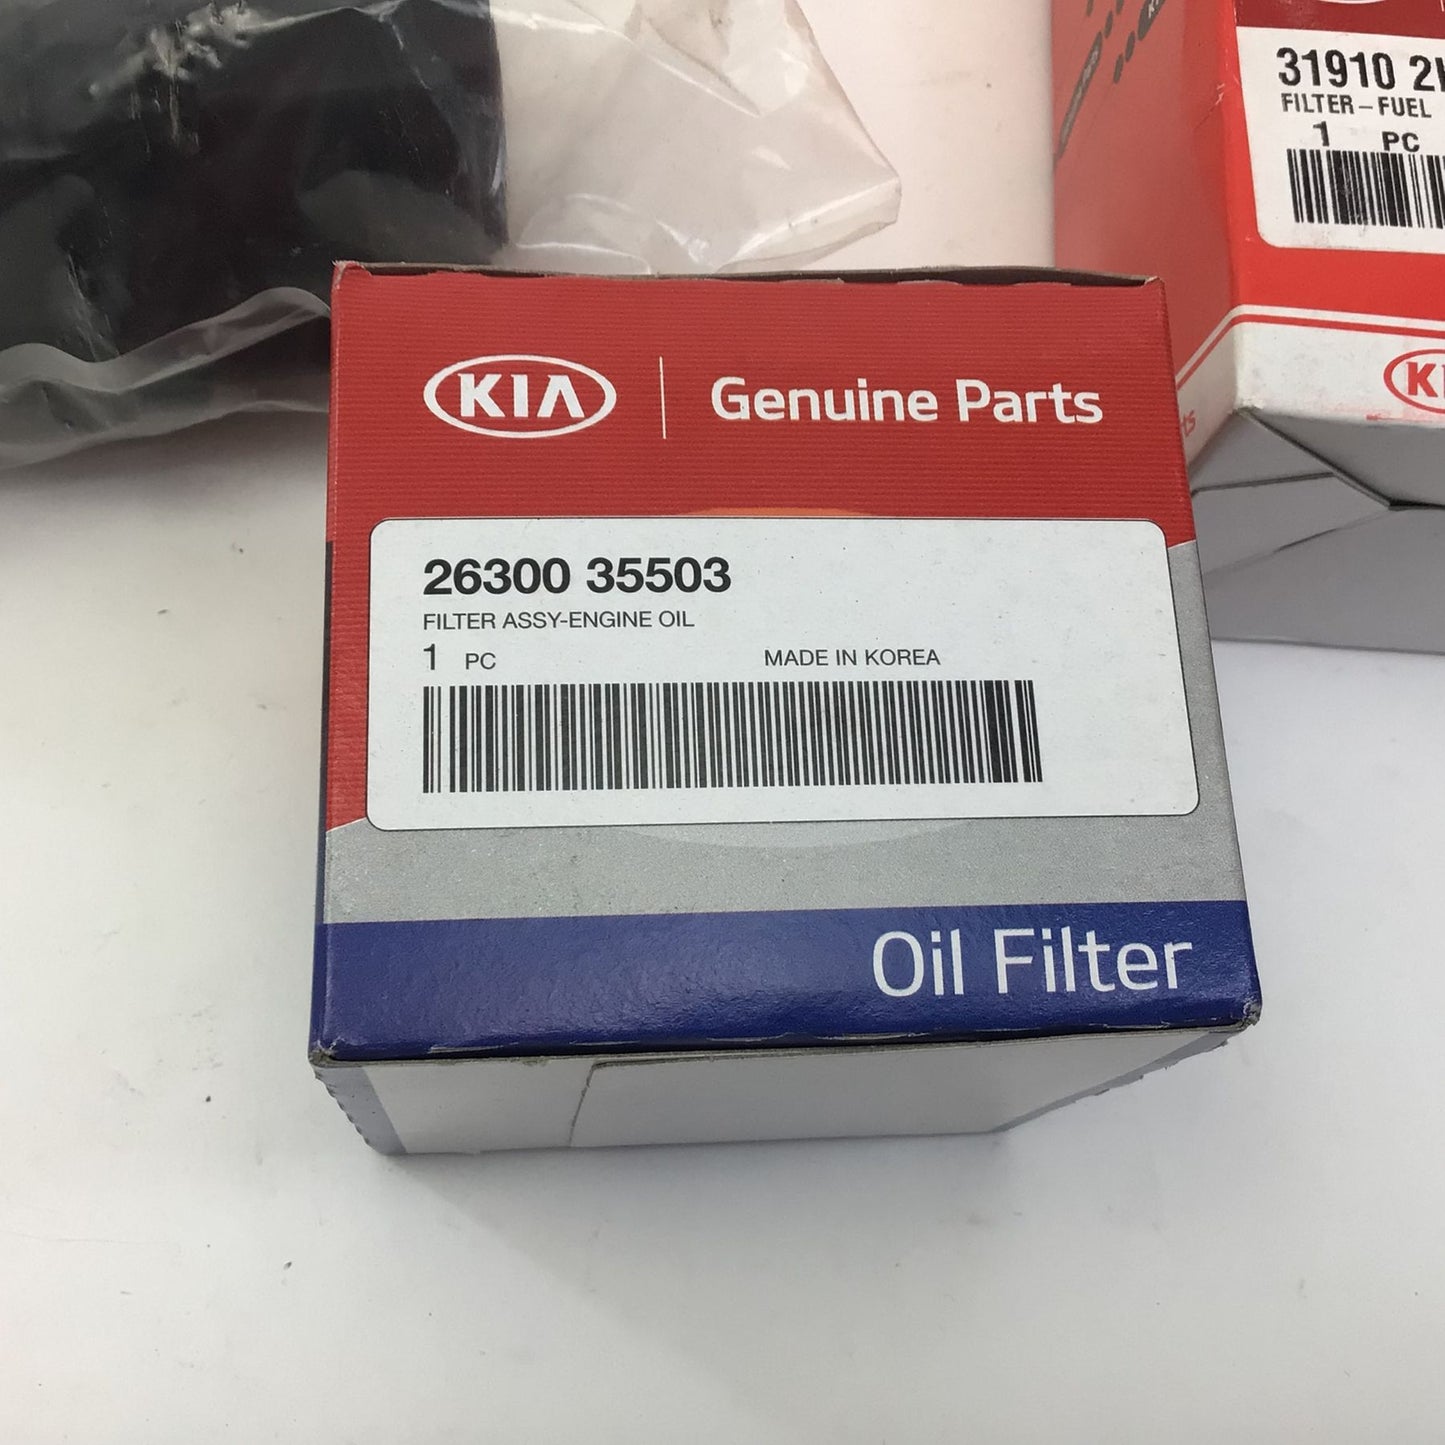 31910
FILTER-FUEL
1 PC
KIA
Genuine Parts
26300 35503
FILTER ASSY-ENGINE OIL
1 PC
MADE IN KOREA
Oil Filter